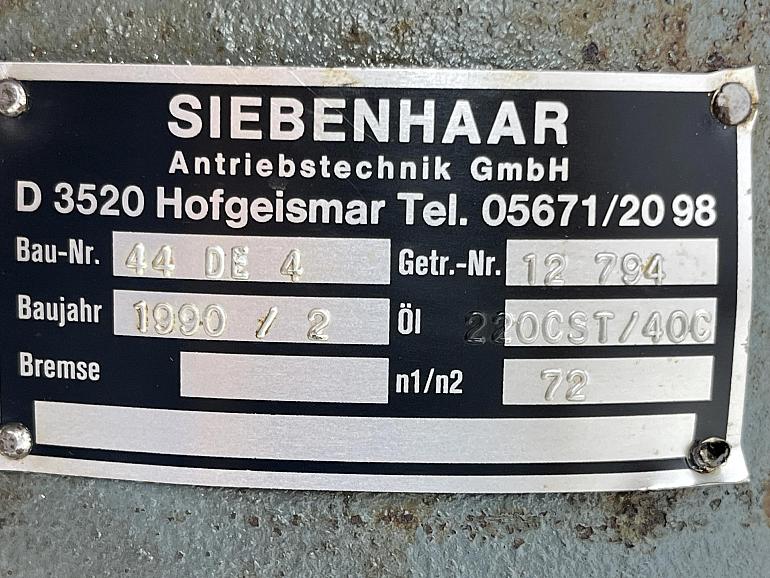 SIEBENHAAR
Antriebstechnik GmbH
D 3520 Hofgeismar Tel. 05671/20 98
Bau-Nr. 44 DE 4 Getr.-Nr. 12 794
Baujahr 1990 / 2 Öl 220CST/40C
Bremse n1/n2 72